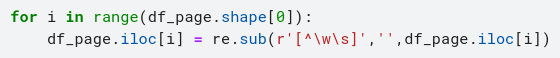 for i in range(df_page.shape[0]):
    df_page.iloc[i] = re.sub(r'[^\w\s]','',df_page.iloc[i])